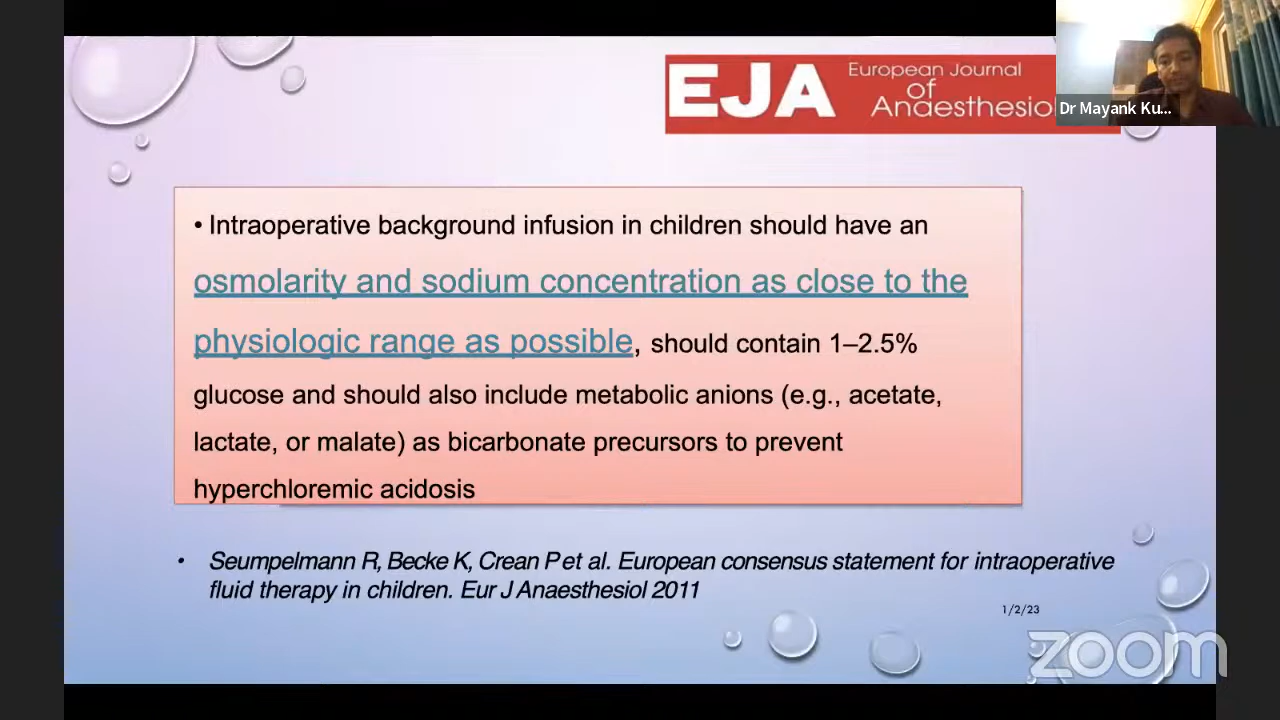 EJA
European Journal
of
Anaesthesiol
Dr Mayank Ku...
• Intraoperative background infusion in children should have an
osmolarity and sodium concentration as close to the
physiologic range as possible, should contain 1–2.5%
glucose and should also include metabolic anions (e.g., acetate,
lactate, or malate) as bicarbonate precursors to prevent
hyperchloremic acidosis
• Seumpelmann R, Becke K, Crean P et al. European consensus statement for intraoperative
fluid therapy in children. Eur J Anaesthesiol 2011
1/2/23
zoom